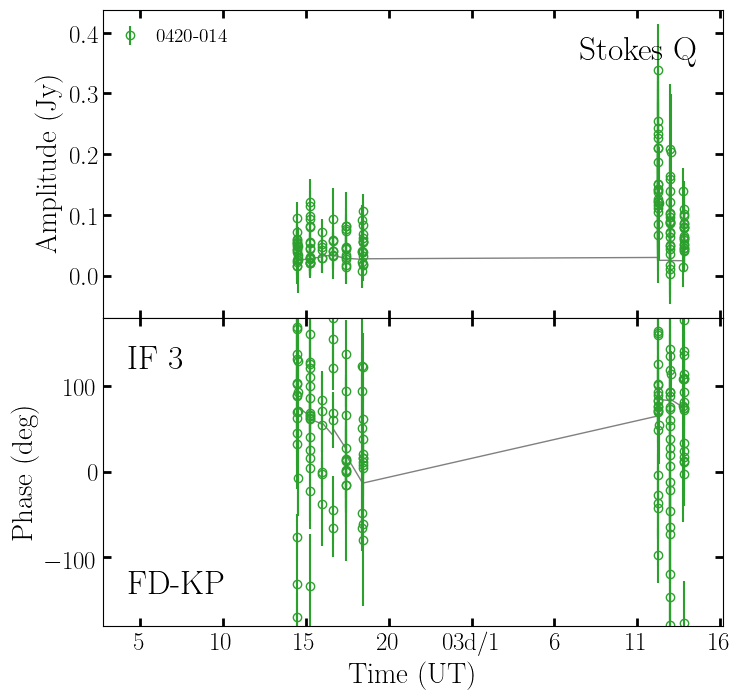 0420-014
Stokes Q
0.4
0.3
0.2
0.1
0.0
Amplitude (Jy)
IF 3
100
0
−100
Phase (deg)
FD-KP
5 10 15 20 03d/1 6 11 16
Time (UT)